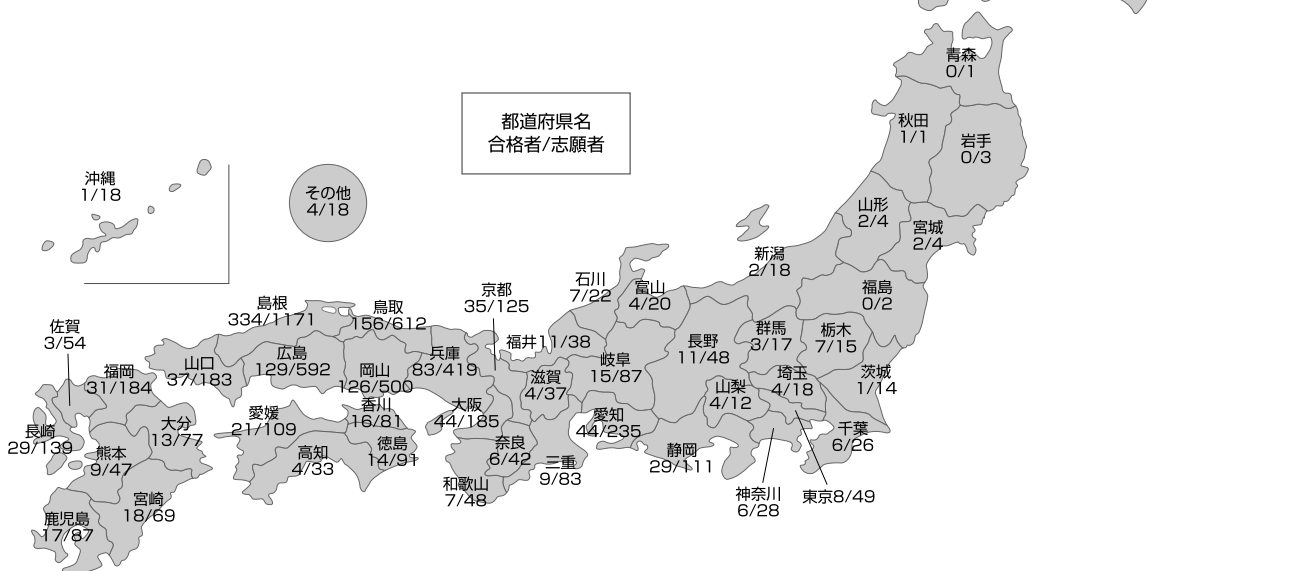 都道府県名
合格者/志願者
青森
0/1
秋田
1/1
岩手
0/3
山形
2/4
宮城
2/4
新潟
2/18
福島
0/2
沖縄
1/18
その他
4/18
石川
7/22
富山
4/20
京都
35/125
島根
334/1171
鳥取
156/612
佐賀
3/54
福井11/38
長野
11/48
群馬
3/17
栃木
7/15
茨城
1/14
埼玉
4/18
山梨
4/12
岐阜
15/87
滋賀
4/37
兵庫
83/419
岡山
126/500
広島
129/592
山口
37/183
福岡
31/184
香川
16/81
大阪
44/185
愛知
44/235
愛媛
21/109
大分
13/77
長崎
29/139
熊本
9/47
高知
4/33
徳島
14/91
奈良
6/42
三重
9/83
静岡
29/111
千葉
6/26
和歌山
7/48
神奈川
6/28
東京8/49
宮崎
18/69
鹿児島
17/87